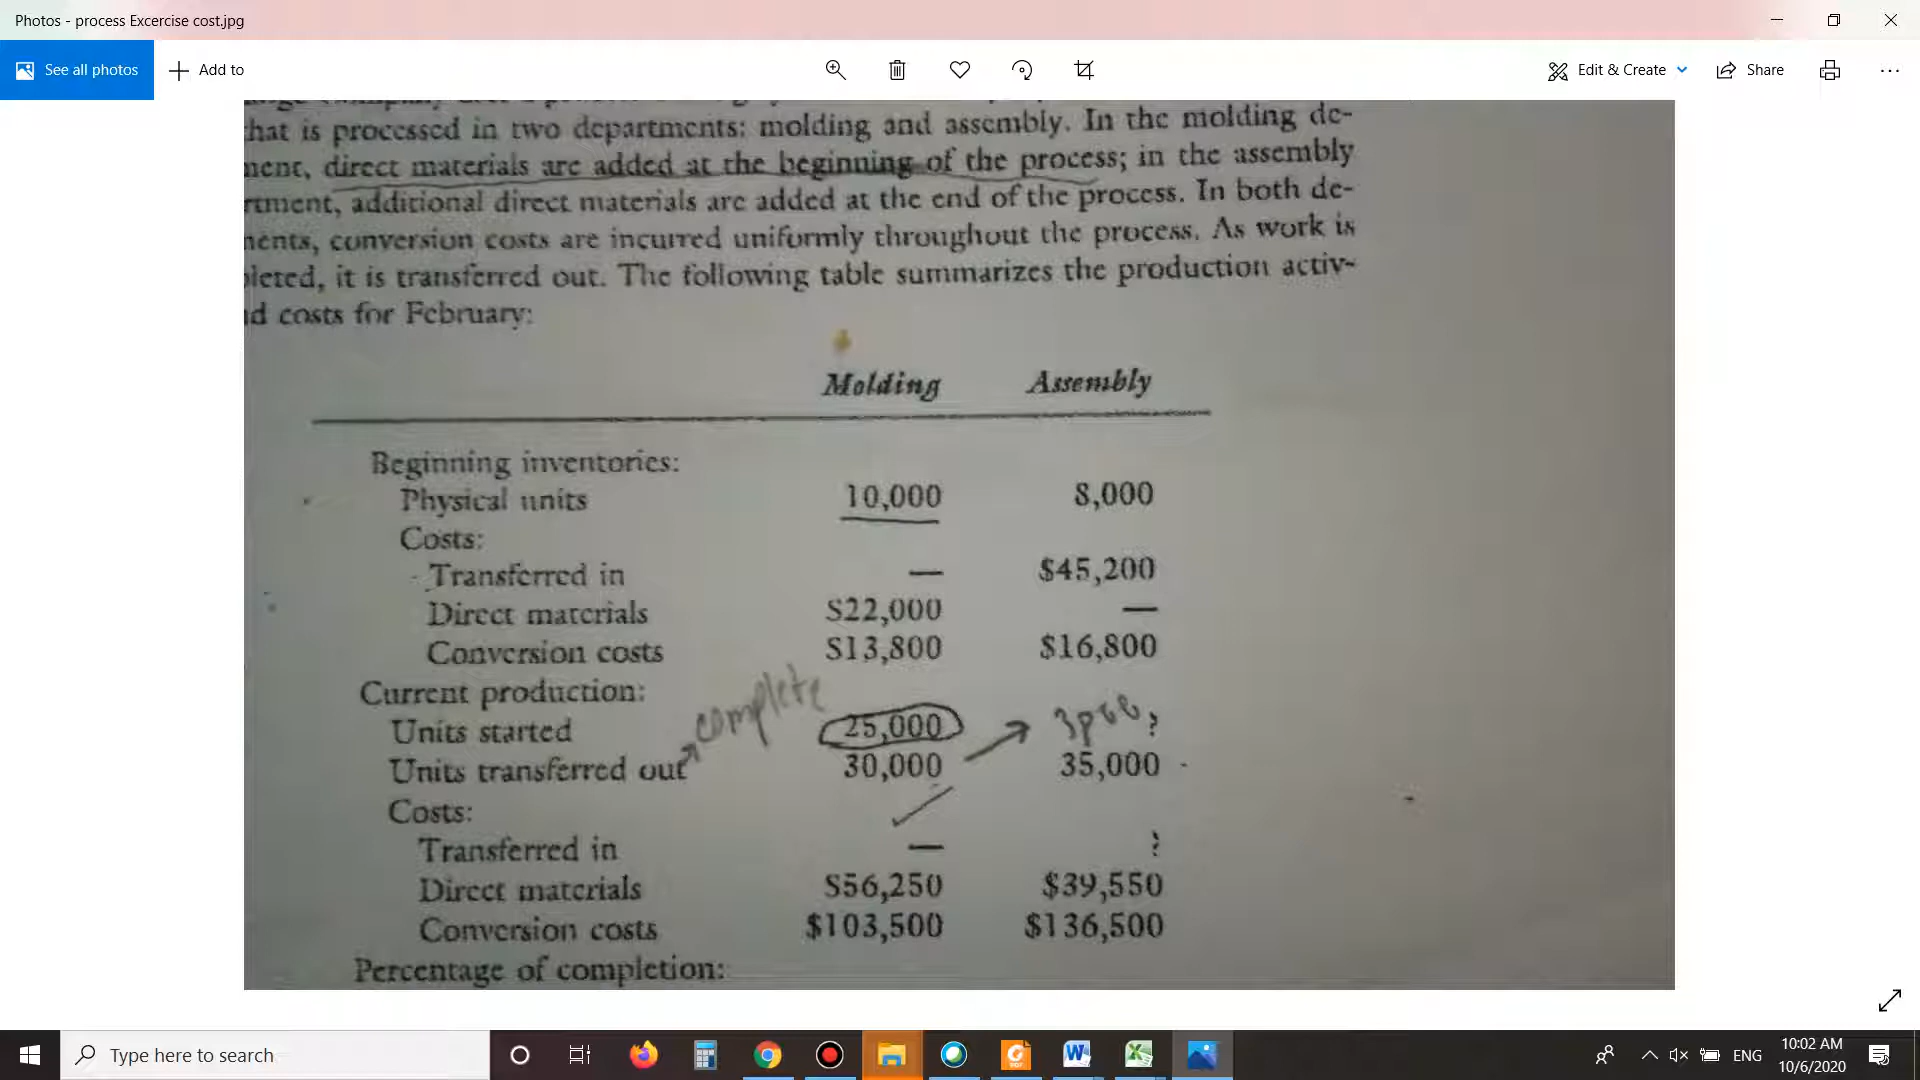 Photos - process Excercise cost.jpg
See all photos
Add to
Edit & Create
Share
that is processed in two departments: molding and assembly. In the molding de-
ment, direct materials are added at the beginning of the process; in the assembly
rtment, additional direct materials are added at the end of the process. In both de-
nents, conversion costs are incurred uniformly throughout the process. As work is
pleted, it is transferred out. The following table summarizes the production activ-
nd costs for February:
Molding Assembly
Beginning inventories:
Physical units 10,000 8,000
Costs:
Transferred in — $45,200
Direct materials $22,000 —
Conversion costs $13,800 $16,800
Current production:
complete
Units started 25,000 ?
Units transferred out 30,000 35,000
Costs:
Transferred in — ?
Direct materials $56,250 $39,550
Conversion costs $103,500 $136,500
Percentage of completion:
Type here to search
ENG
10:02 AM
10/6/2020